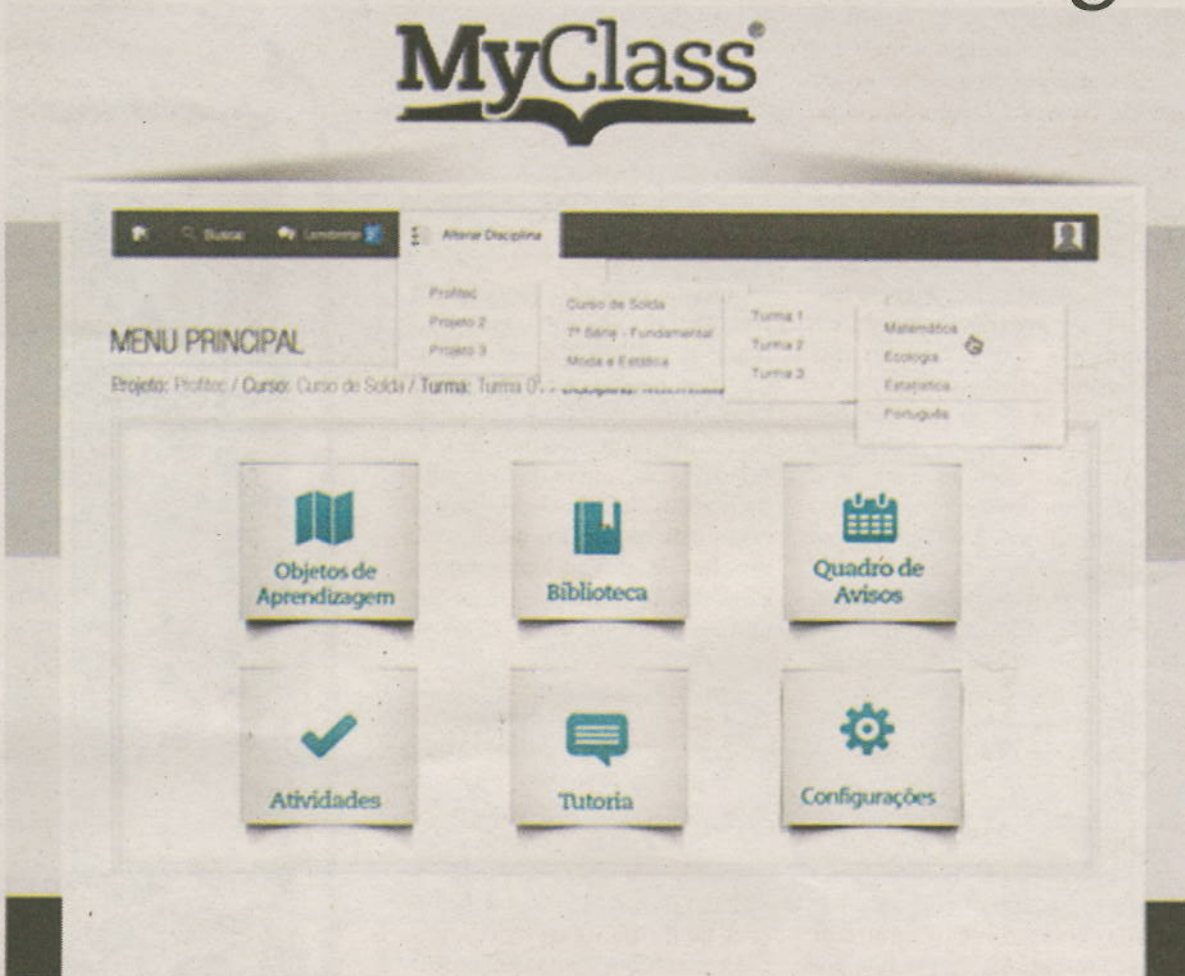 MyClass®
Buscar
Alterar Disciplina
Profitec
Projeto 2
Projeto 3
Curso de Solda
7ª Série - Fundamental
Moda e Estética
Turma 1
Turma 2
Turma 3
Matemática
Ecologia
Estatística
Português
MENU PRINCIPAL
Projeto: Profitec / Curso: Curso de Solda / Turma: Turma
Objetos de
Aprendizagem
Biblioteca
Quadro de
Avisos
Atividades
Tutoria
Configurações